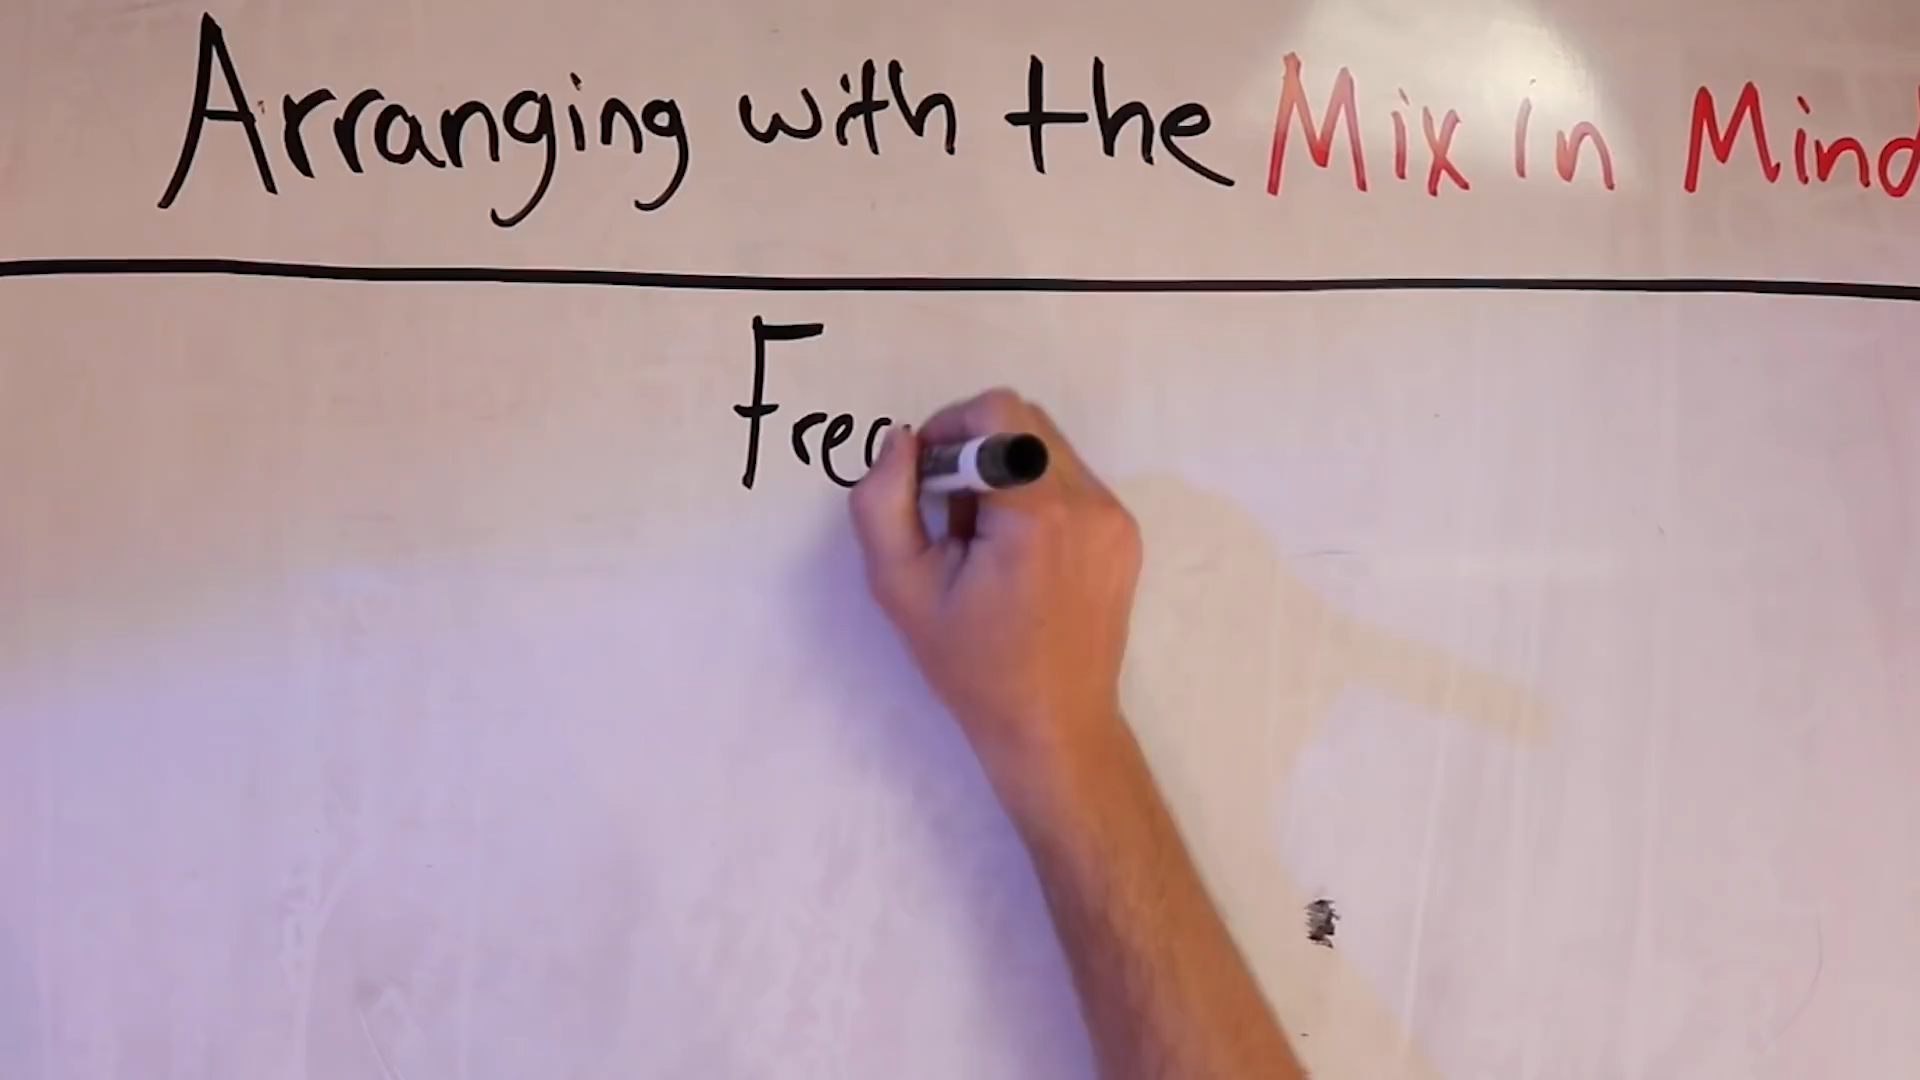 Arranging with the Mix in Mind
Freq